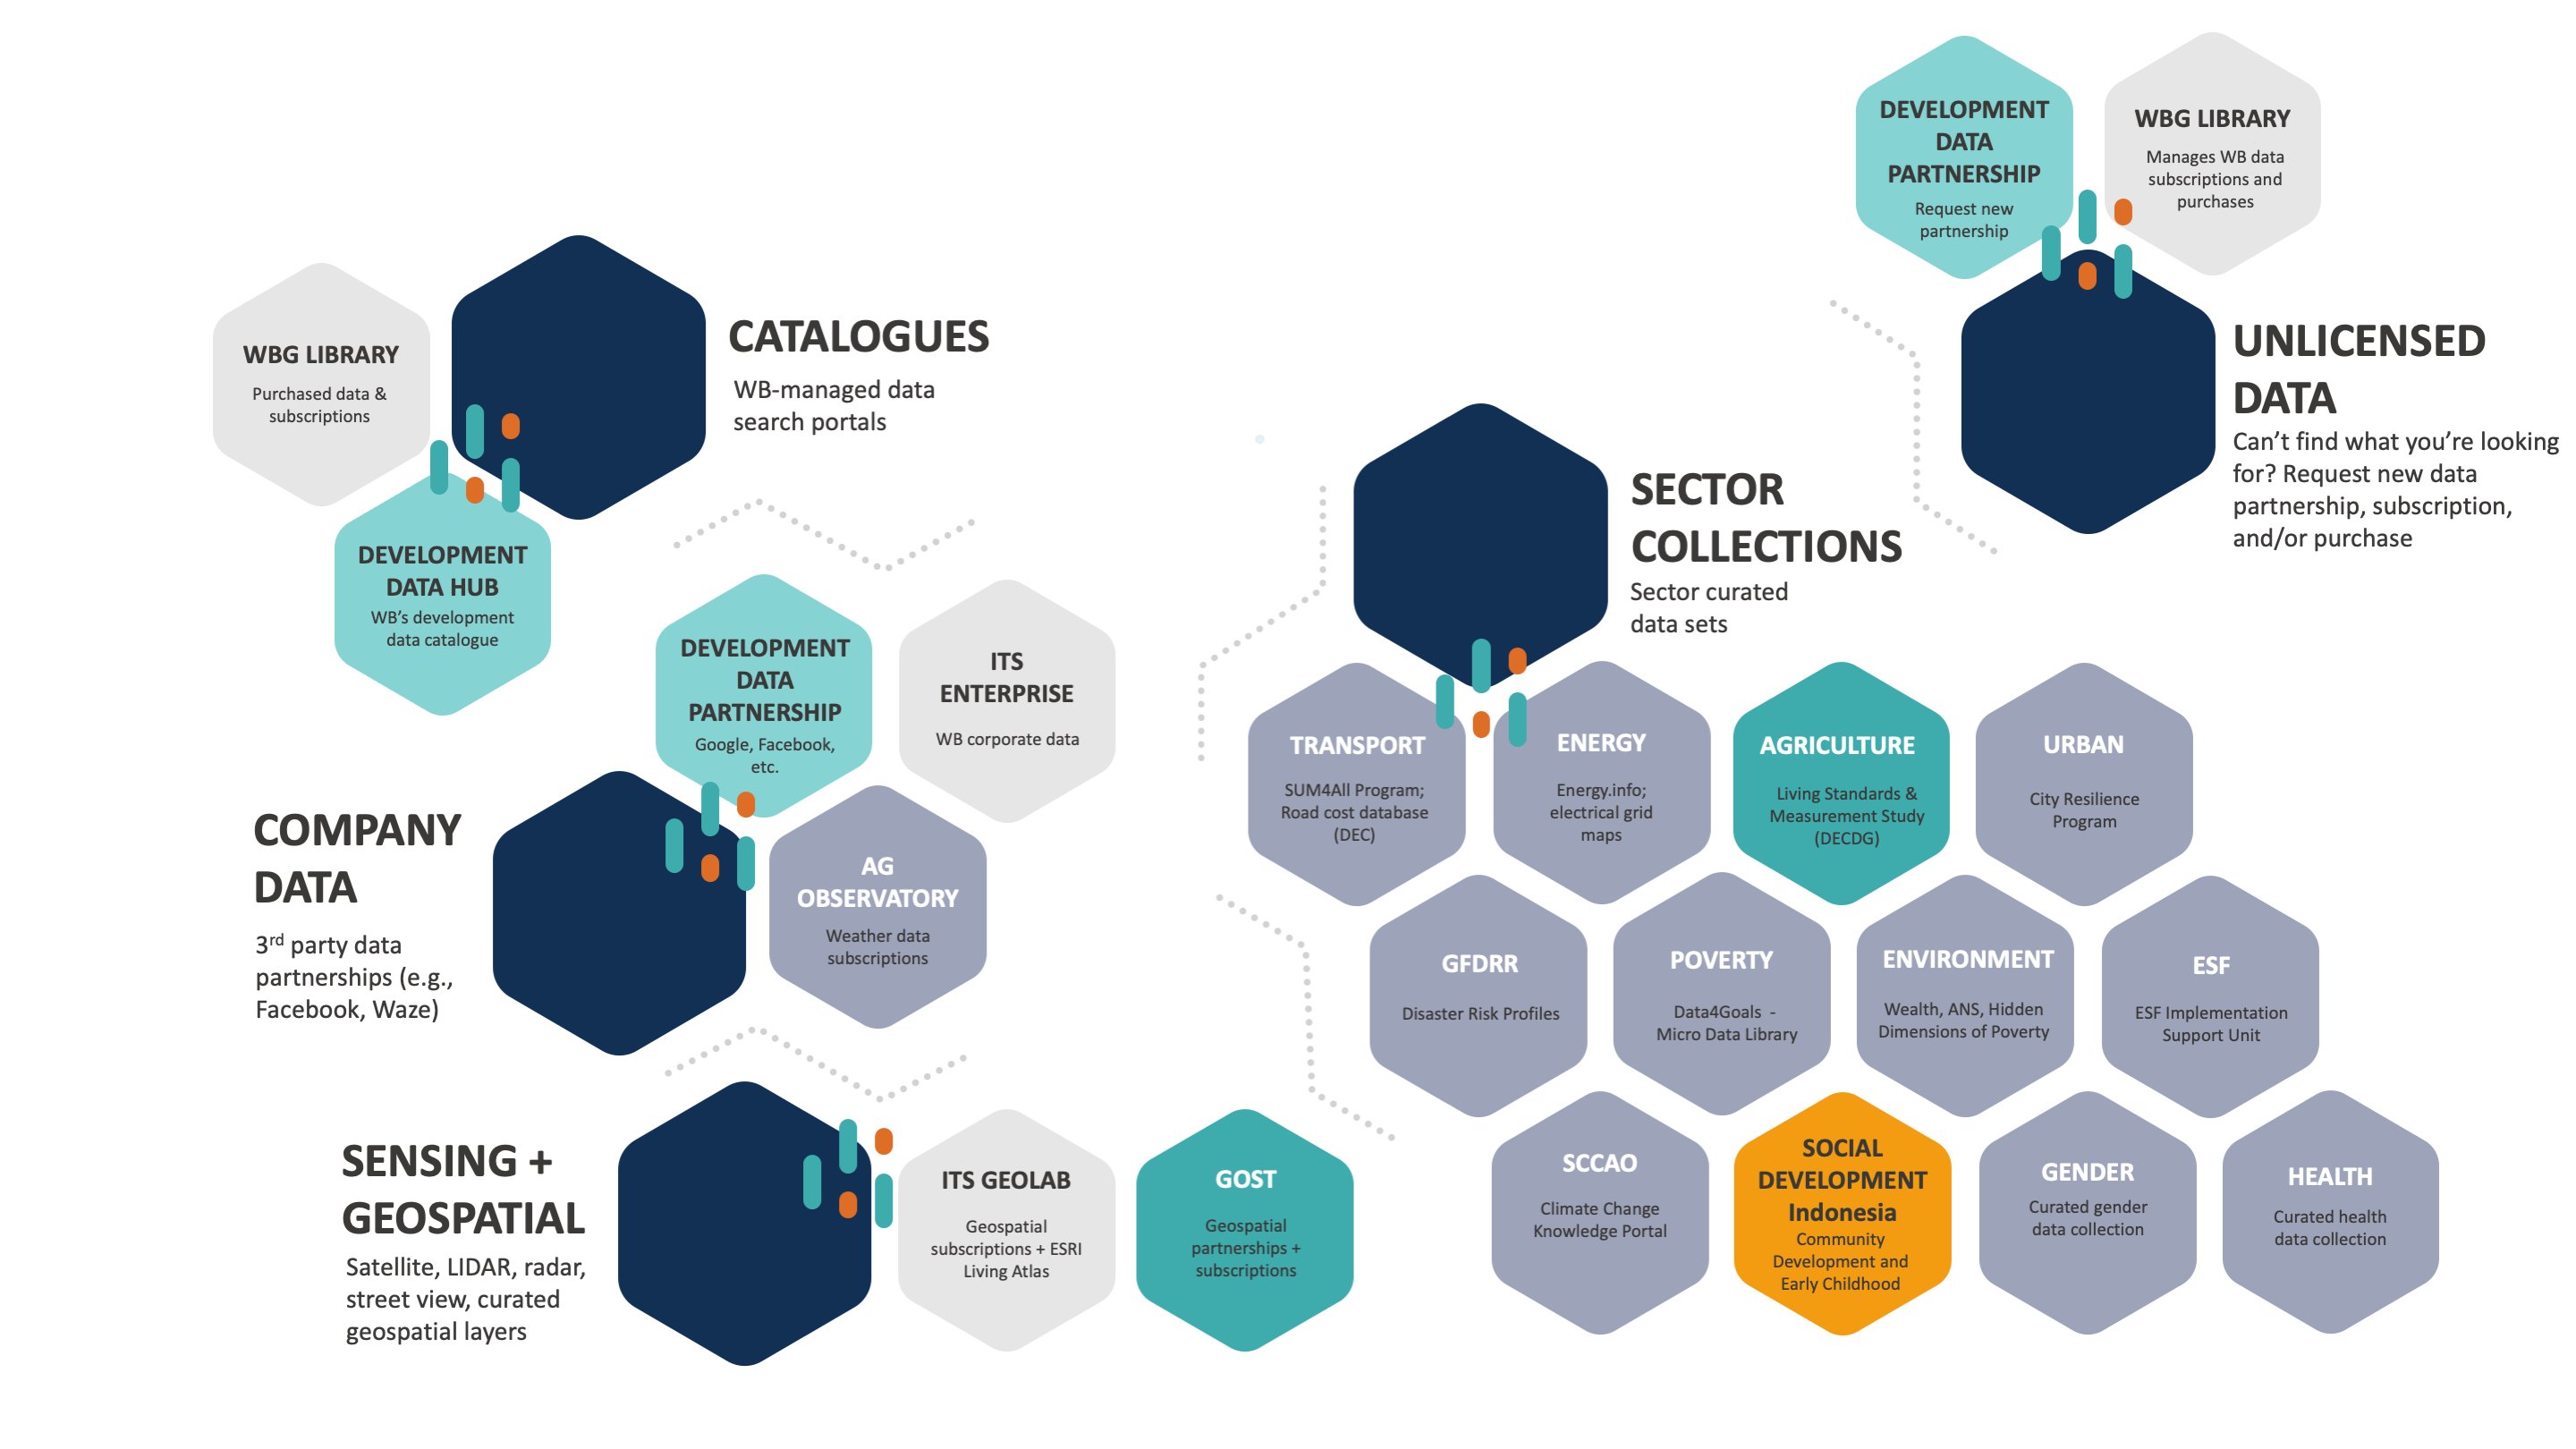 WBG LIBRARY
Purchased data &
subscriptions
CATALOGUES
WB-managed data
search portals
DEVELOPMENT
DATA HUB
WB’s development
data catalogue
DEVELOPMENT
DATA
PARTNERSHIP
Google, Facebook,
etc.
ITS
ENTERPRISE
WB corporate data
COMPANY
DATA
3rd party data
partnerships (e.g.,
Facebook, Waze)
AG
OBSERVATORY
Weather data
subscriptions
SENSING +
GEOSPATIAL
Satellite, LIDAR, radar,
street view, curated
geospatial layers
ITS GEOLAB
Geospatial
subscriptions + ESRI
Living Atlas
GOST
Geospatial
partnerships +
subscriptions
DEVELOPMENT
DATA
PARTNERSHIP
Request new
partnership
WBG LIBRARY
Manages WB data
subscriptions and
purchases
UNLICENSED
DATA
Can’t find what you’re looking
for? Request new data
partnership, subscription,
and/or purchase
SECTOR
COLLECTIONS
Sector curated
data sets
TRANSPORT
SUM4All Program;
Road cost database
(DEC)
ENERGY
Energy.info;
electrical grid
maps
AGRICULTURE
Living Standards &
Measurement Study
(DECDG)
URBAN
City Resilience
Program
GFDRR
Disaster Risk Profiles
POVERTY
Data4Goals -
Micro Data Library
ENVIRONMENT
Wealth, ANS, Hidden
Dimensions of Poverty
ESF
ESF Implementation
Support Unit
SCCAO
Climate Change
Knowledge Portal
SOCIAL
DEVELOPMENT
Indonesia
Community
Development and
Early Childhood
GENDER
Curated gender
data collection
HEALTH
Curated health
data collection